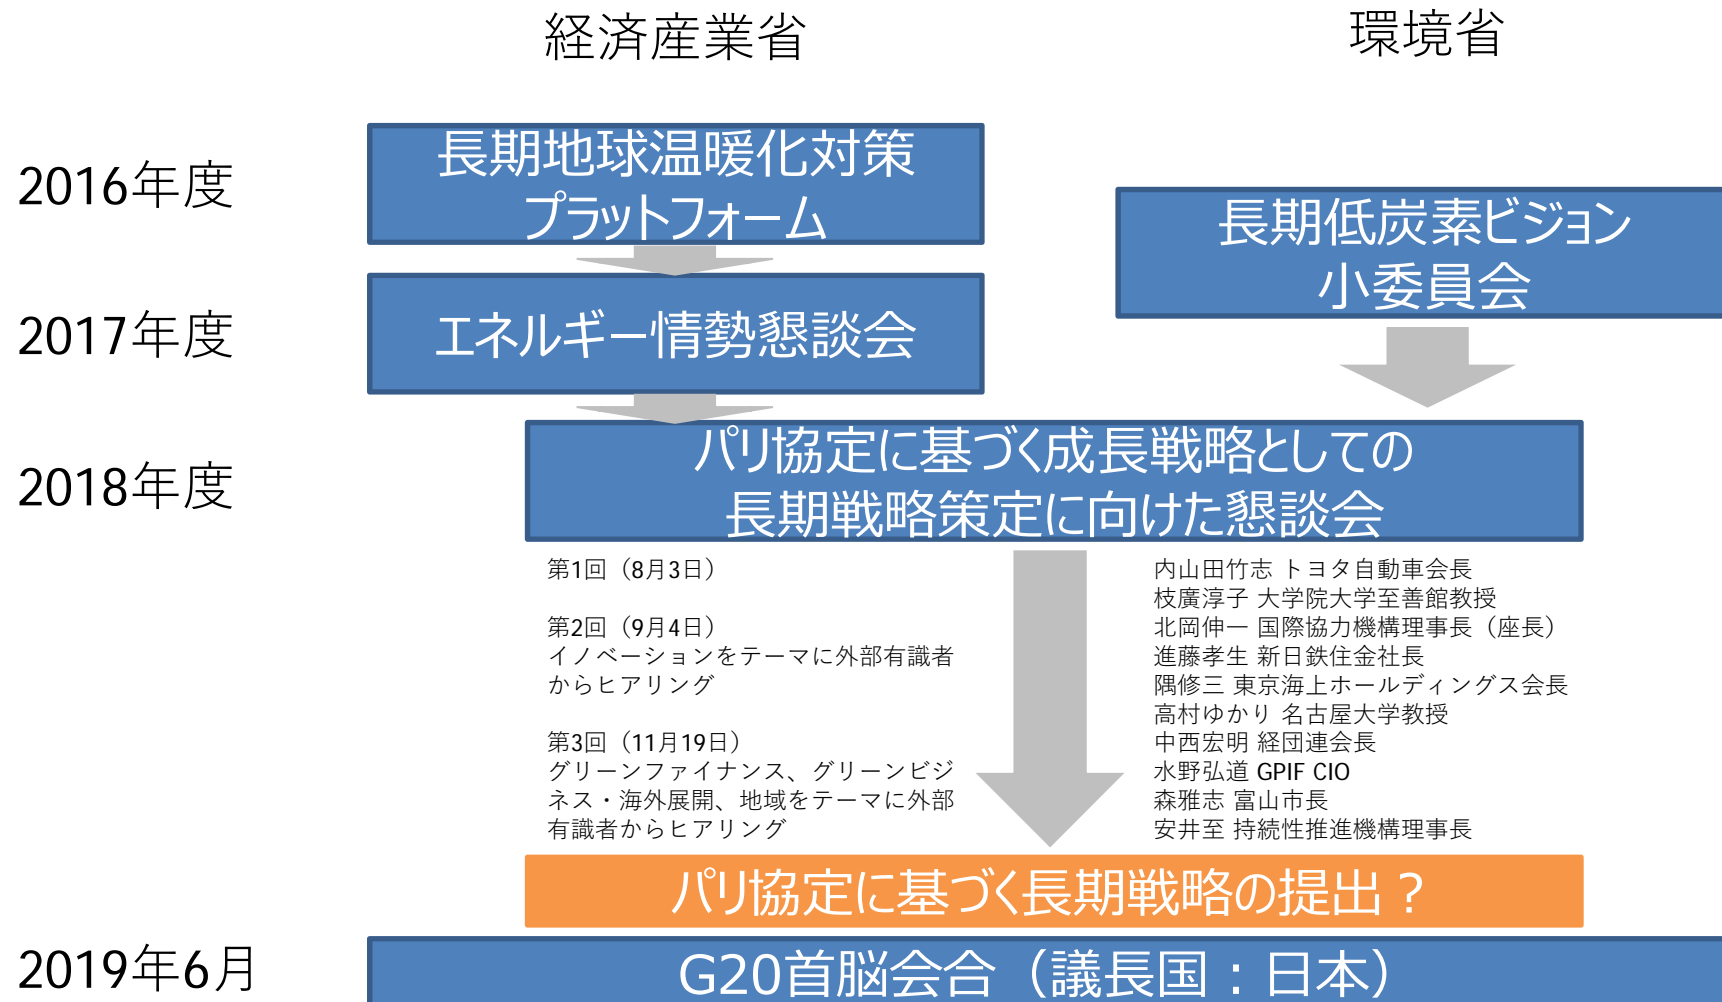 経済産業省
環境省
2016年度
長期地球温暖化対策
プラットフォーム
長期低炭素ビジョン
小委員会
2017年度
エネルギー情勢懇談会
2018年度
パリ協定に基づく成長戦略としての
長期戦略策定に向けた懇談会
第1回（8月3日）
第2回（9月4日）
イノベーションをテーマに外部有識者
からヒアリング
第3回（11月19日）
グリーンファイナンス、グリーンビジ
ネス・海外展開、地域をテーマに外部
有識者からヒアリング
内山田竹志 トヨタ自動車会長
枝廣淳子 大学院大学至善館教授
北岡伸一 国際協力機構理事長（座長）
進藤孝生 新日鉄住金社長
隅修三 東京海上ホールディングス会長
高村ゆかり 名古屋大学教授
中西宏明 経団連会長
水野弘道 GPIF CIO
森雅志 富山市長
安井至 持続性推進機構理事長
パリ協定に基づく長期戦略の提出？
2019年6月
G20首脳会合（議長国：日本）